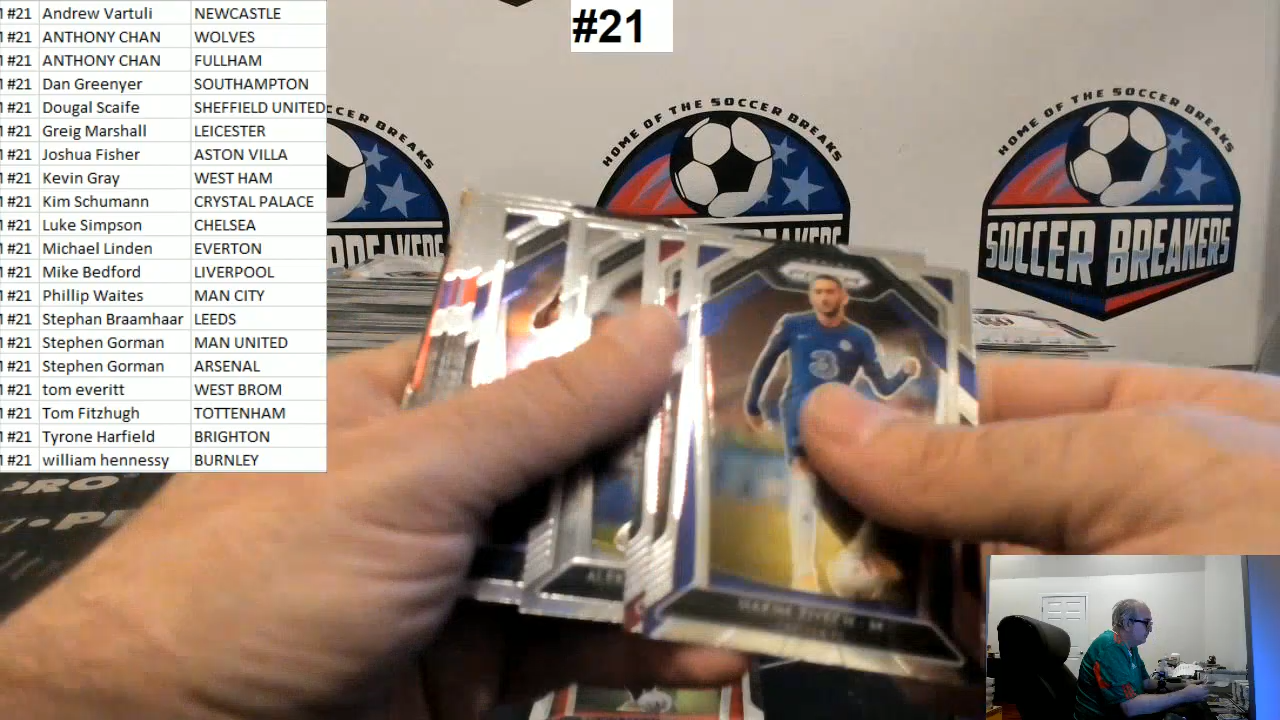 #21 Andrew Vartuli NEWCASTLE
#21 ANTHONY CHAN WOLVES
#21 ANTHONY CHAN FULLHAM
#21 Dan Greenyer SOUTHAMPTON
#21 Dougal Scaife SHEFFIELD UNITED
#21 Greig Marshall LEICESTER
#21 Joshua Fisher ASTON VILLA
#21 Kevin Gray WEST HAM
#21 Kim Schumann CRYSTAL PALACE
#21 Luke Simpson CHELSEA
#21 Michael Linden EVERTON
#21 Mike Bedford LIVERPOOL
#21 Phillip Waites MAN CITY
#21 Stephan Braamhaar LEEDS
#21 Stephen Gorman MAN UNITED
#21 Stephen Gorman ARSENAL
#21 tom everitt WEST BROM
#21 Tom Fitzhugh TOTTENHAM
#21 Tyrone Harfield BRIGHTON
#21 william hennessy BURNLEY
#21
HOME OF THE SOCCER BREAKS
HOME OF THE SOCCER BREAKS
SOCCER BREAKERS
3